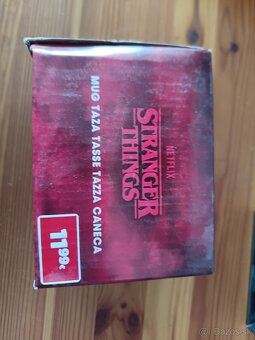 NETFLIX
STRANGER
THINGS
MUG TAZA TASSE TAZZA CANECA
11,99€